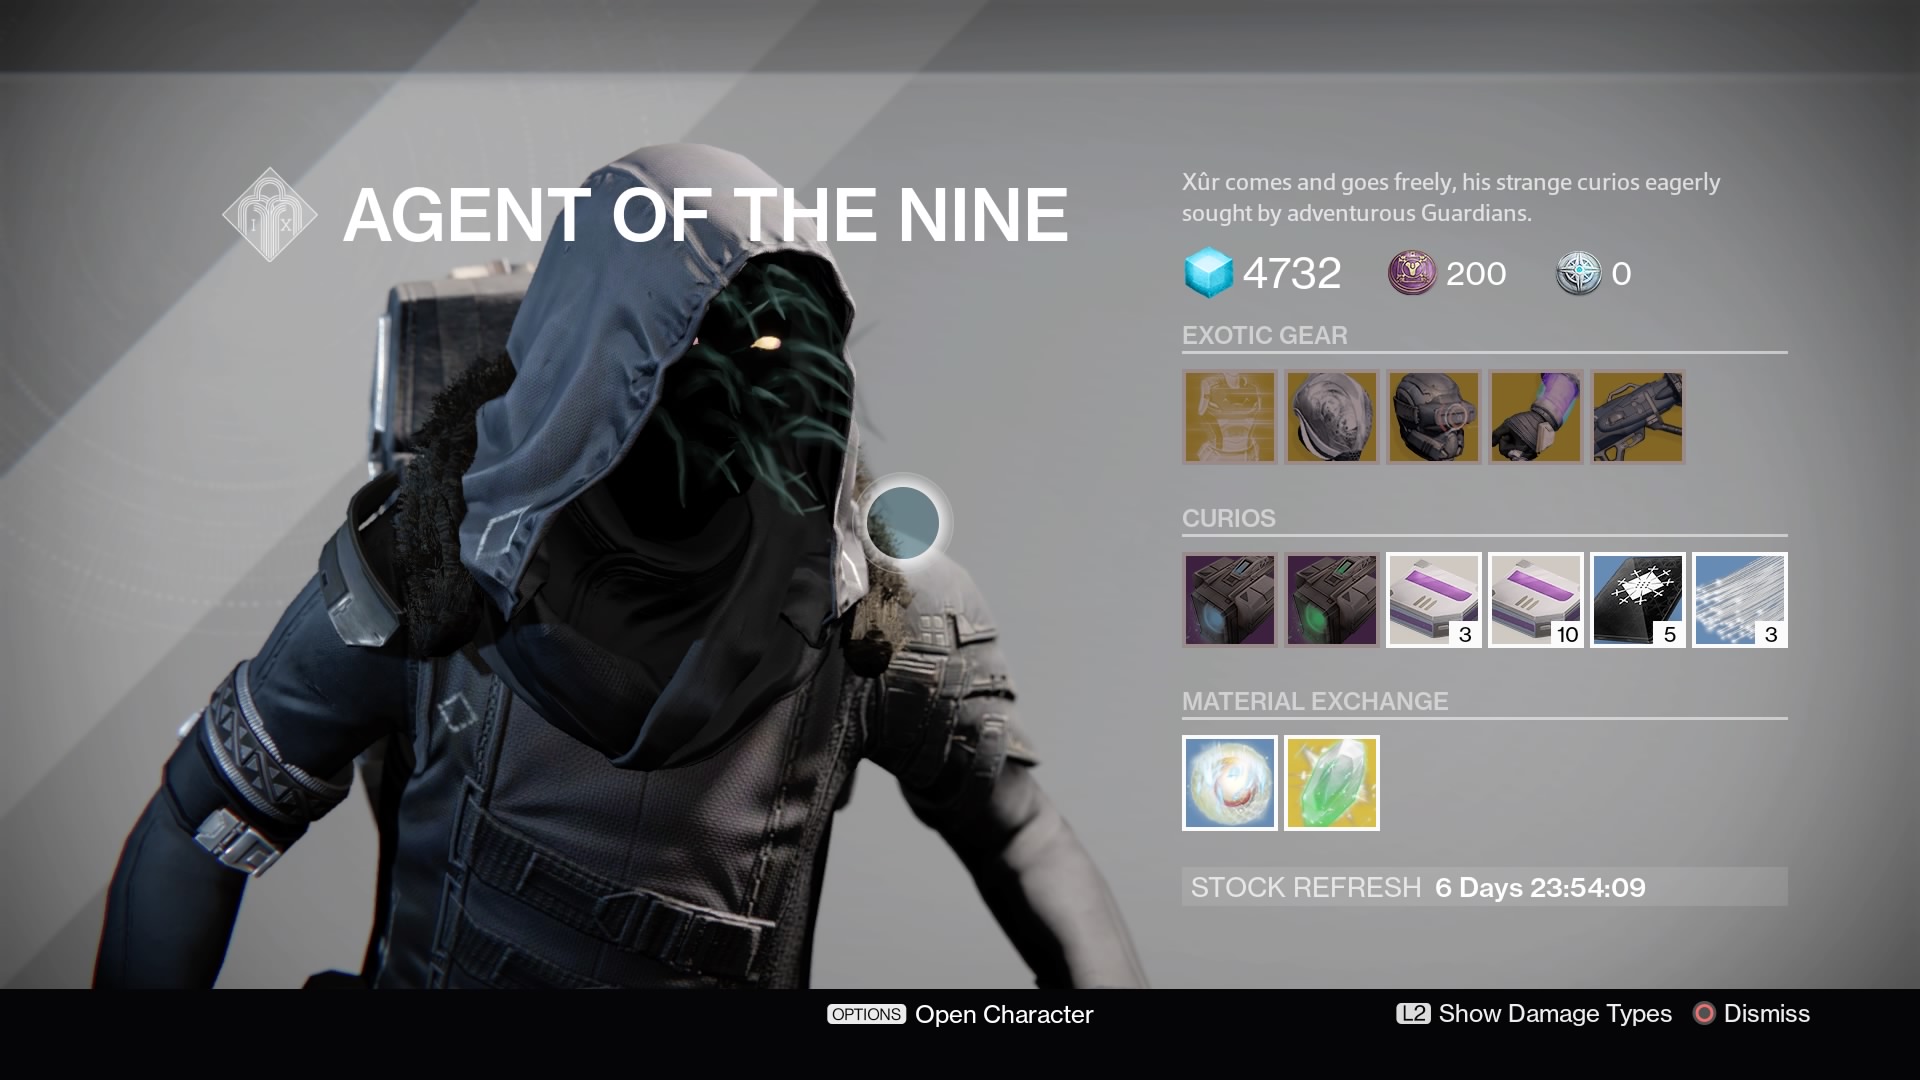 I X
AGENT OF THE NINE
Xûr comes and goes freely, his strange curios eagerly
sought by adventurous Guardians.
4732 200 0
EXOTIC GEAR
CURIOS
3 10 5 3
MATERIAL EXCHANGE
STOCK REFRESH 6 Days 23:54:09
OPTIONS Open Character
L2 Show Damage Types Dismiss